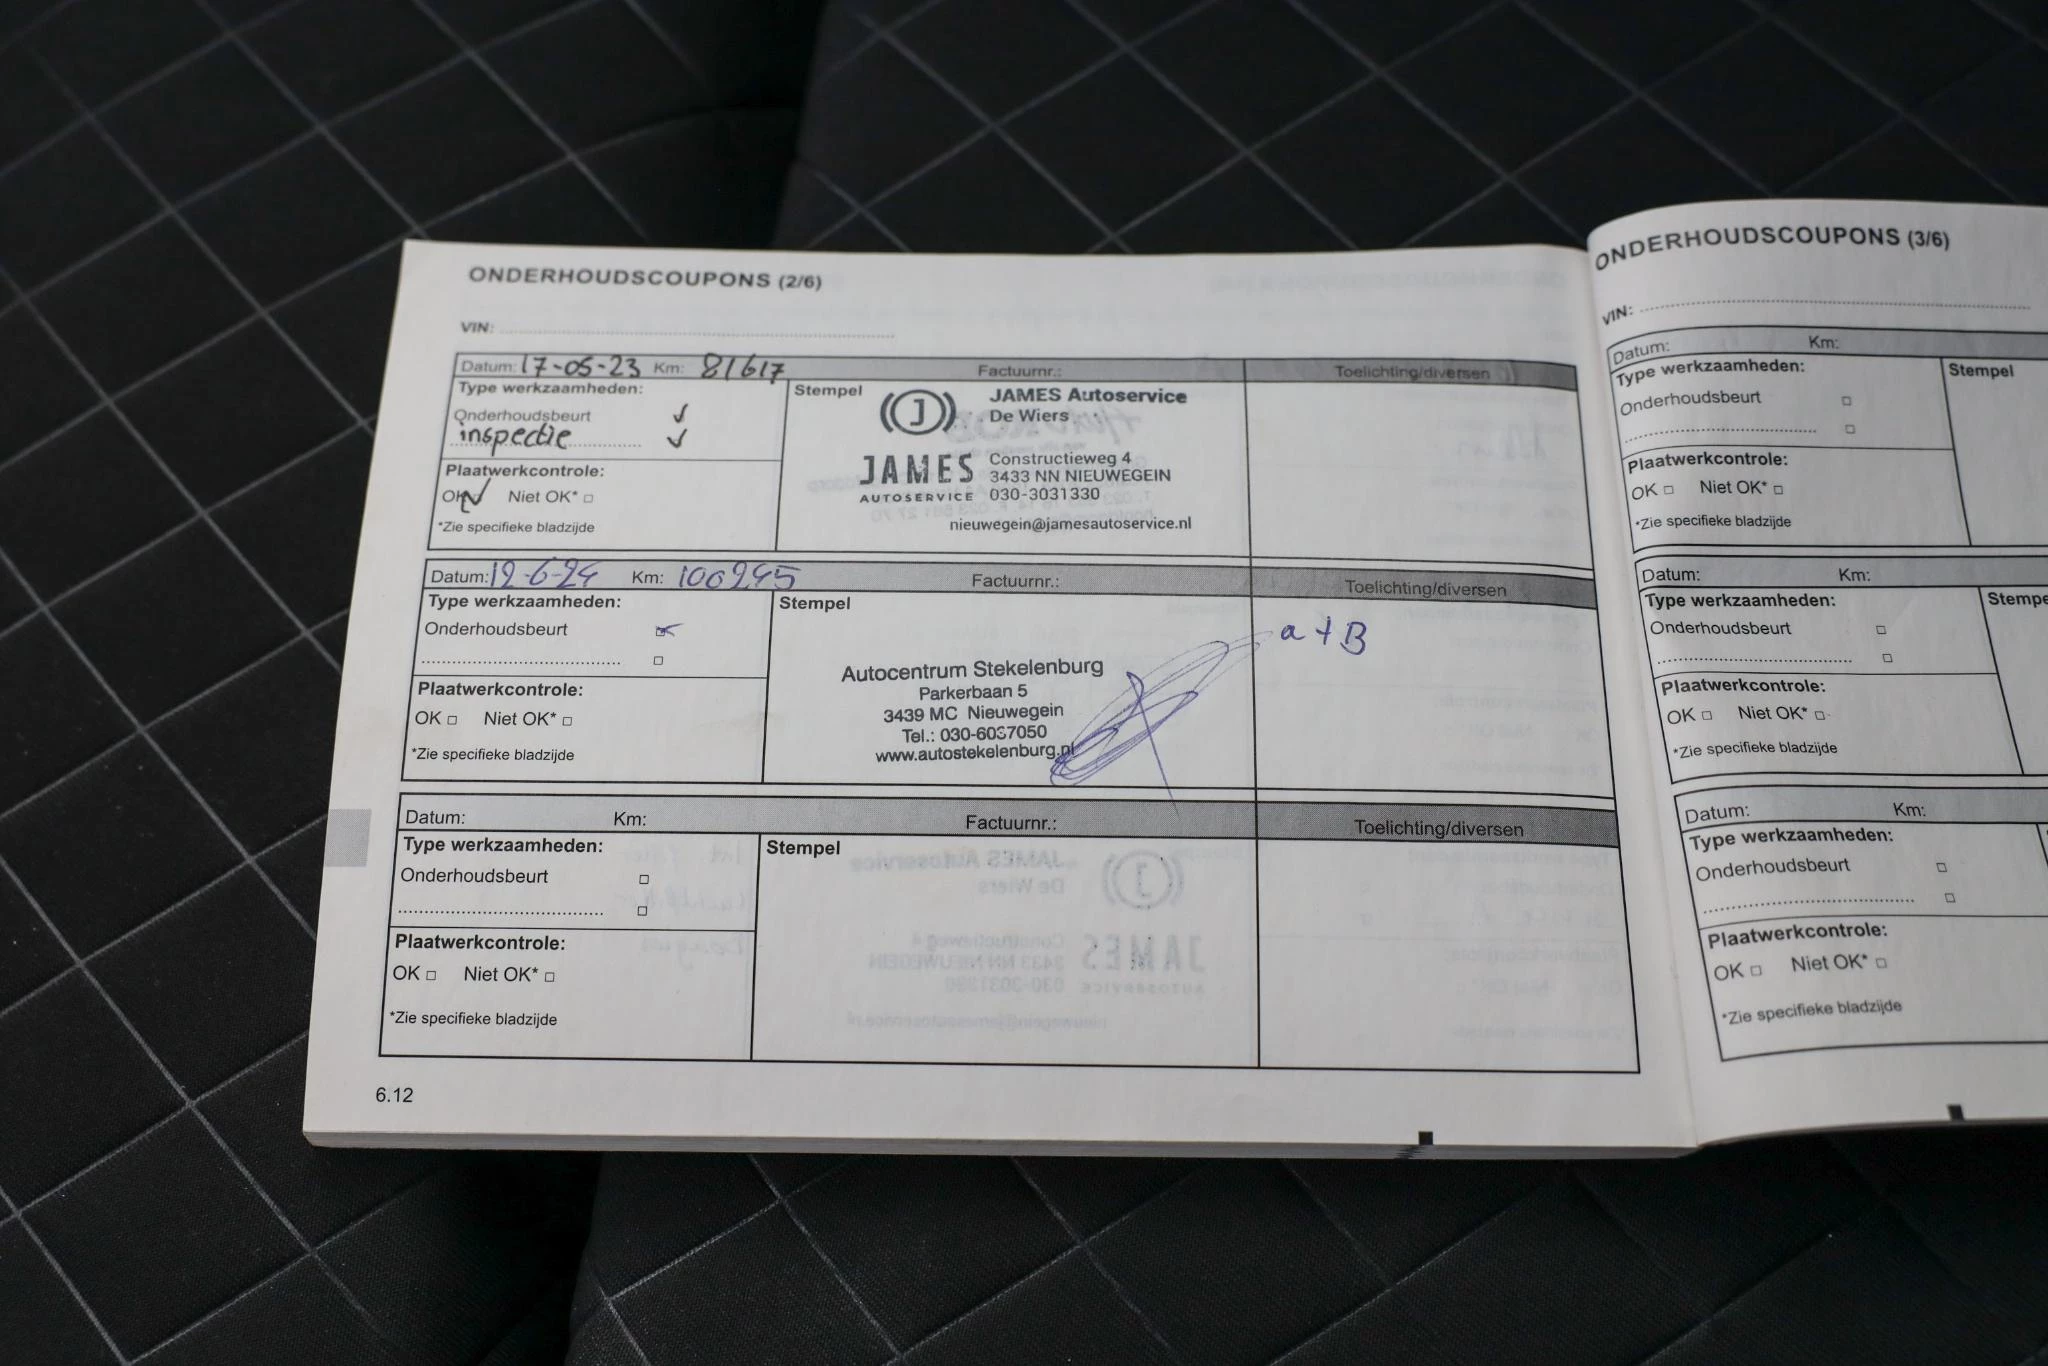 ONDERHOUDSCOUPONS (2/6)
VIN:
Datum: 17-05-23 Km: 81617 Factuurnr.: Toelichting/diversen
Type werkzaamheden:
Onderhoudsbeurt
inspectie
Plaatwerkcontrole:
OK Niet OK*
*Zie specifieke bladzijde
Stempel
JAMES Autoservice
De Wiers
J
JAMES
AUTOSERVICE
Constructieweg 4
3433 NN NIEUWEGEIN
030-3031330
nieuwegein@jamesautoservice.nl
Datum: 12-6-24 Km: 100245 Factuurnr.: Toelichting/diversen
Type werkzaamheden:
Onderhoudsbeurt
Plaatwerkcontrole:
OK Niet OK*
*Zie specifieke bladzijde
Stempel
Autocentrum Stekelenburg
Parkerbaan 5
3439 MC Nieuwegein
Tel.: 030-6037050
www.autostekelenburg.nl
a + B
Datum: Km: Factuurnr.: Toelichting/diversen
Type werkzaamheden:
Onderhoudsbeurt
Plaatwerkcontrole:
OK Niet OK*
*Zie specifieke bladzijde
Stempel
6.12
ONDERHOUDSCOUPONS (3/6)
VIN:
Datum: Km:
Type werkzaamheden:
Onderhoudsbeurt
Plaatwerkcontrole:
OK Niet OK*
*Zie specifieke bladzijde
Stempel
Datum: Km:
Type werkzaamheden:
Onderhoudsbeurt
Plaatwerkcontrole:
OK Niet OK*
*Zie specifieke bladzijde
Stempe
Datum: Km:
Type werkzaamheden:
Onderhoudsbeurt
Plaatwerkcontrole:
OK Niet OK*
*Zie specifieke bladzijde